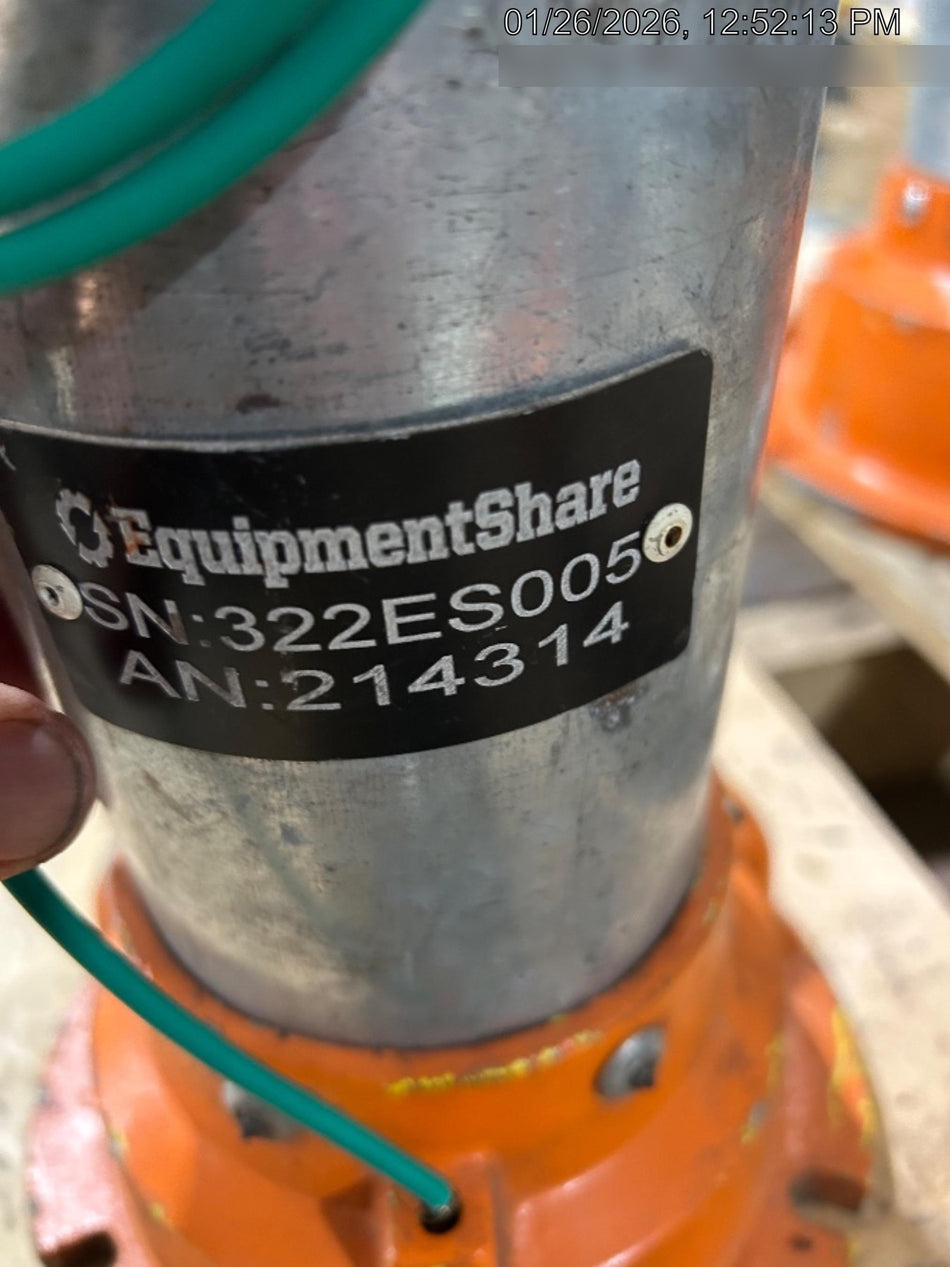 01/26/2026, 12:52:13 PM
EquipmentShare
SN:322ES005
AN:214314